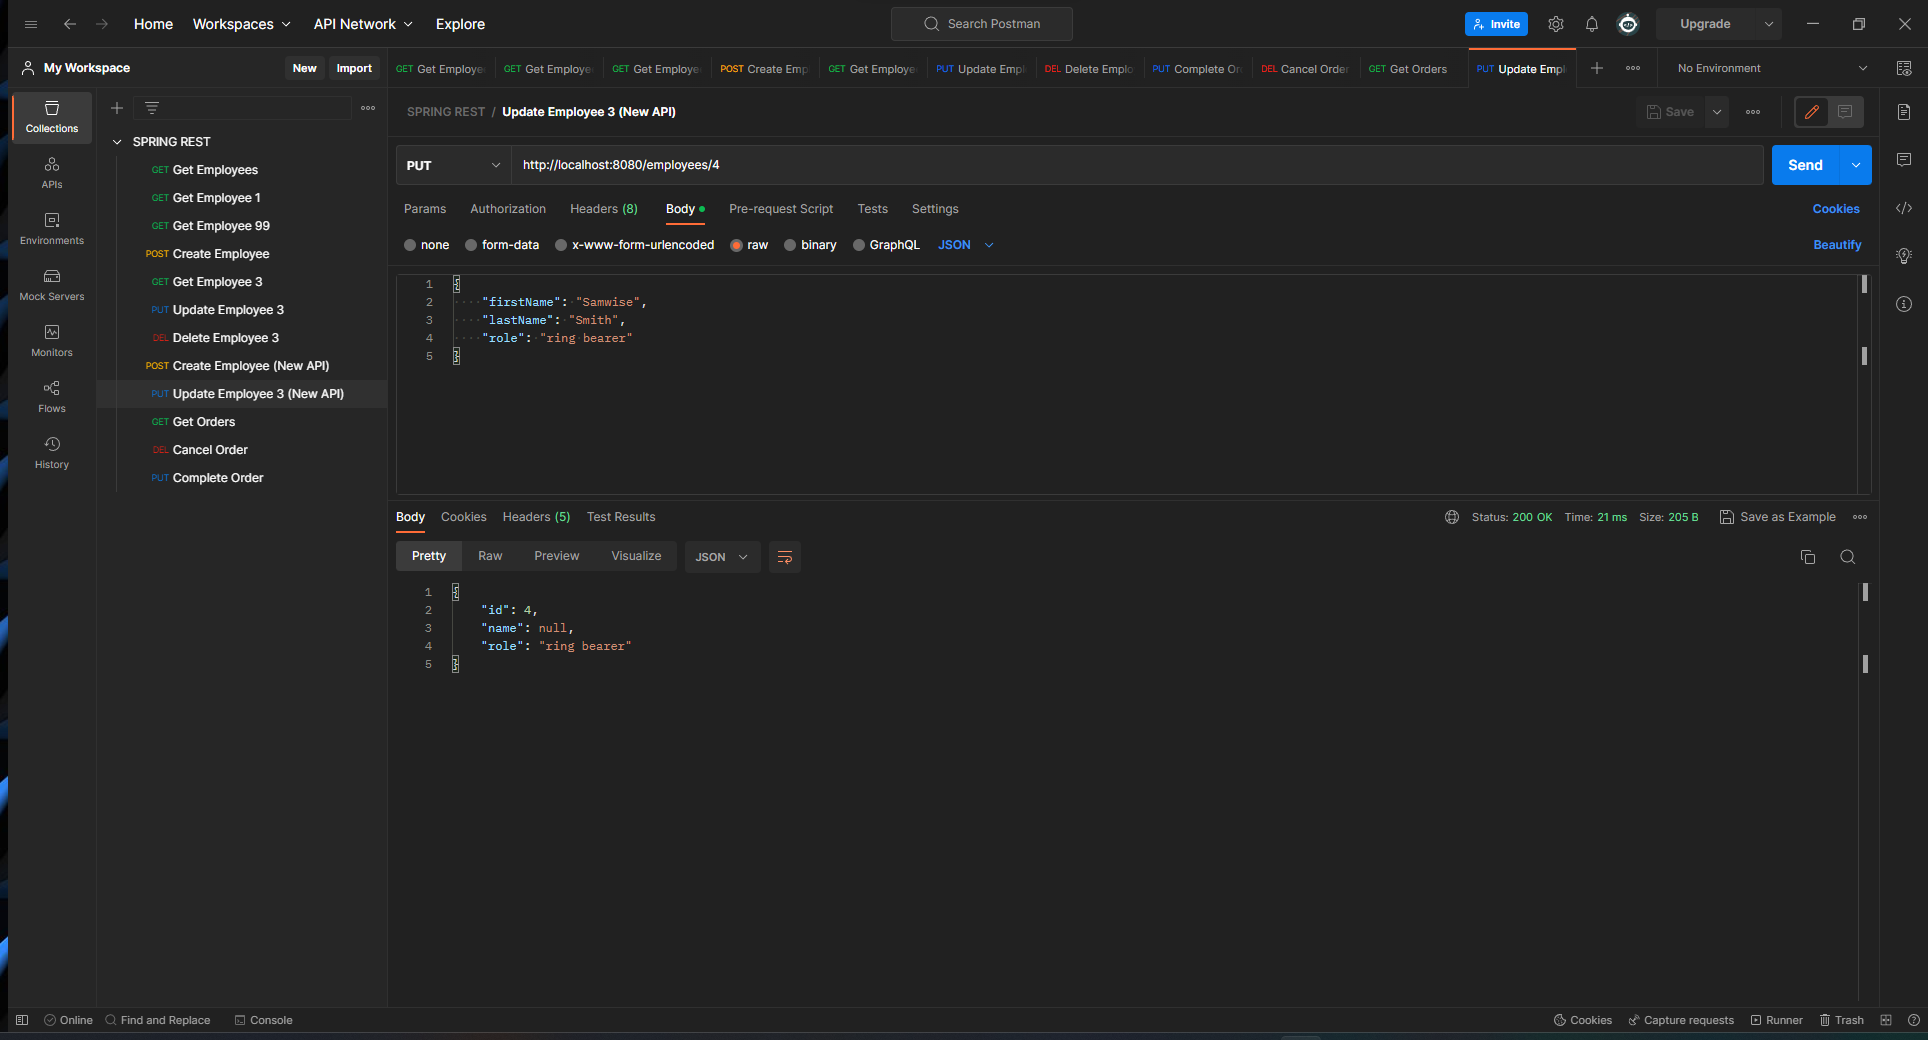 Home Workspaces API Network Explore Search Postman Invite Upgrade
My Workspace New Import
GET Get Employe GET Get Employe GET Get Employe POST Create Emp GET Get Employe PUT Update Empl DEL Delete Emplo PUT Complete Or DEL Cancel Order GET Get Orders PUT Update Empl No Environment
Collections
APIs
Environments
Mock Servers
Monitors
Flows
History
SPRING REST
GET Get Employees
GET Get Employee 1
GET Get Employee 99
POST Create Employee
GET Get Employee 3
PUT Update Employee 3
DEL Delete Employee 3
POST Create Employee (New API)
PUT Update Employee 3 (New API)
GET Get Orders
DEL Cancel Order
PUT Complete Order
SPRING REST / Update Employee 3 (New API) Save
PUT http://localhost:8080/employees/4 Send
Params Authorization Headers (8) Body Pre-request Script Tests Settings Cookies
none form-data x-www-form-urlencoded raw binary GraphQL JSON Beautify
1 {
2 "firstName": "Samwise",
3 "lastName": "Smith",
4 "role": "ring bearer"
5 }
Body Cookies Headers (5) Test Results Status: 200 OK Time: 21 ms Size: 205 B Save as Example
Pretty Raw Preview Visualize JSON
1 {
2 "id": 4,
3 "name": null,
4 "role": "ring bearer"
5 }
Online Find and Replace Console Cookies Capture requests Runner Trash